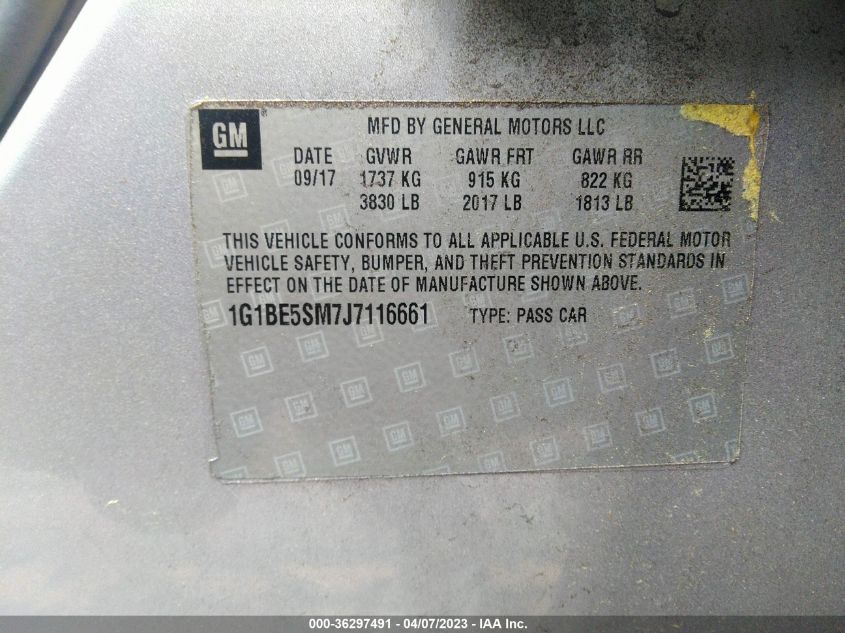 GM
MFD BY GENERAL MOTORS LLC
DATE GVWR GAWR FRT GAWR RR
09/17 1737 KG 915 KG 822 KG
3830 LB 2017 LB 1813 LB
THIS VEHICLE CONFORMS TO ALL APPLICABLE U.S. FEDERAL MOTOR
VEHICLE SAFETY, BUMPER, AND THEFT PREVENTION STANDARDS IN
EFFECT ON THE DATE OF MANUFACTURE SHOWN ABOVE.
1G1BE5SM7J7116661 TYPE: PASS CAR
000-36297491 - 04/07/2023 - IAA Inc.